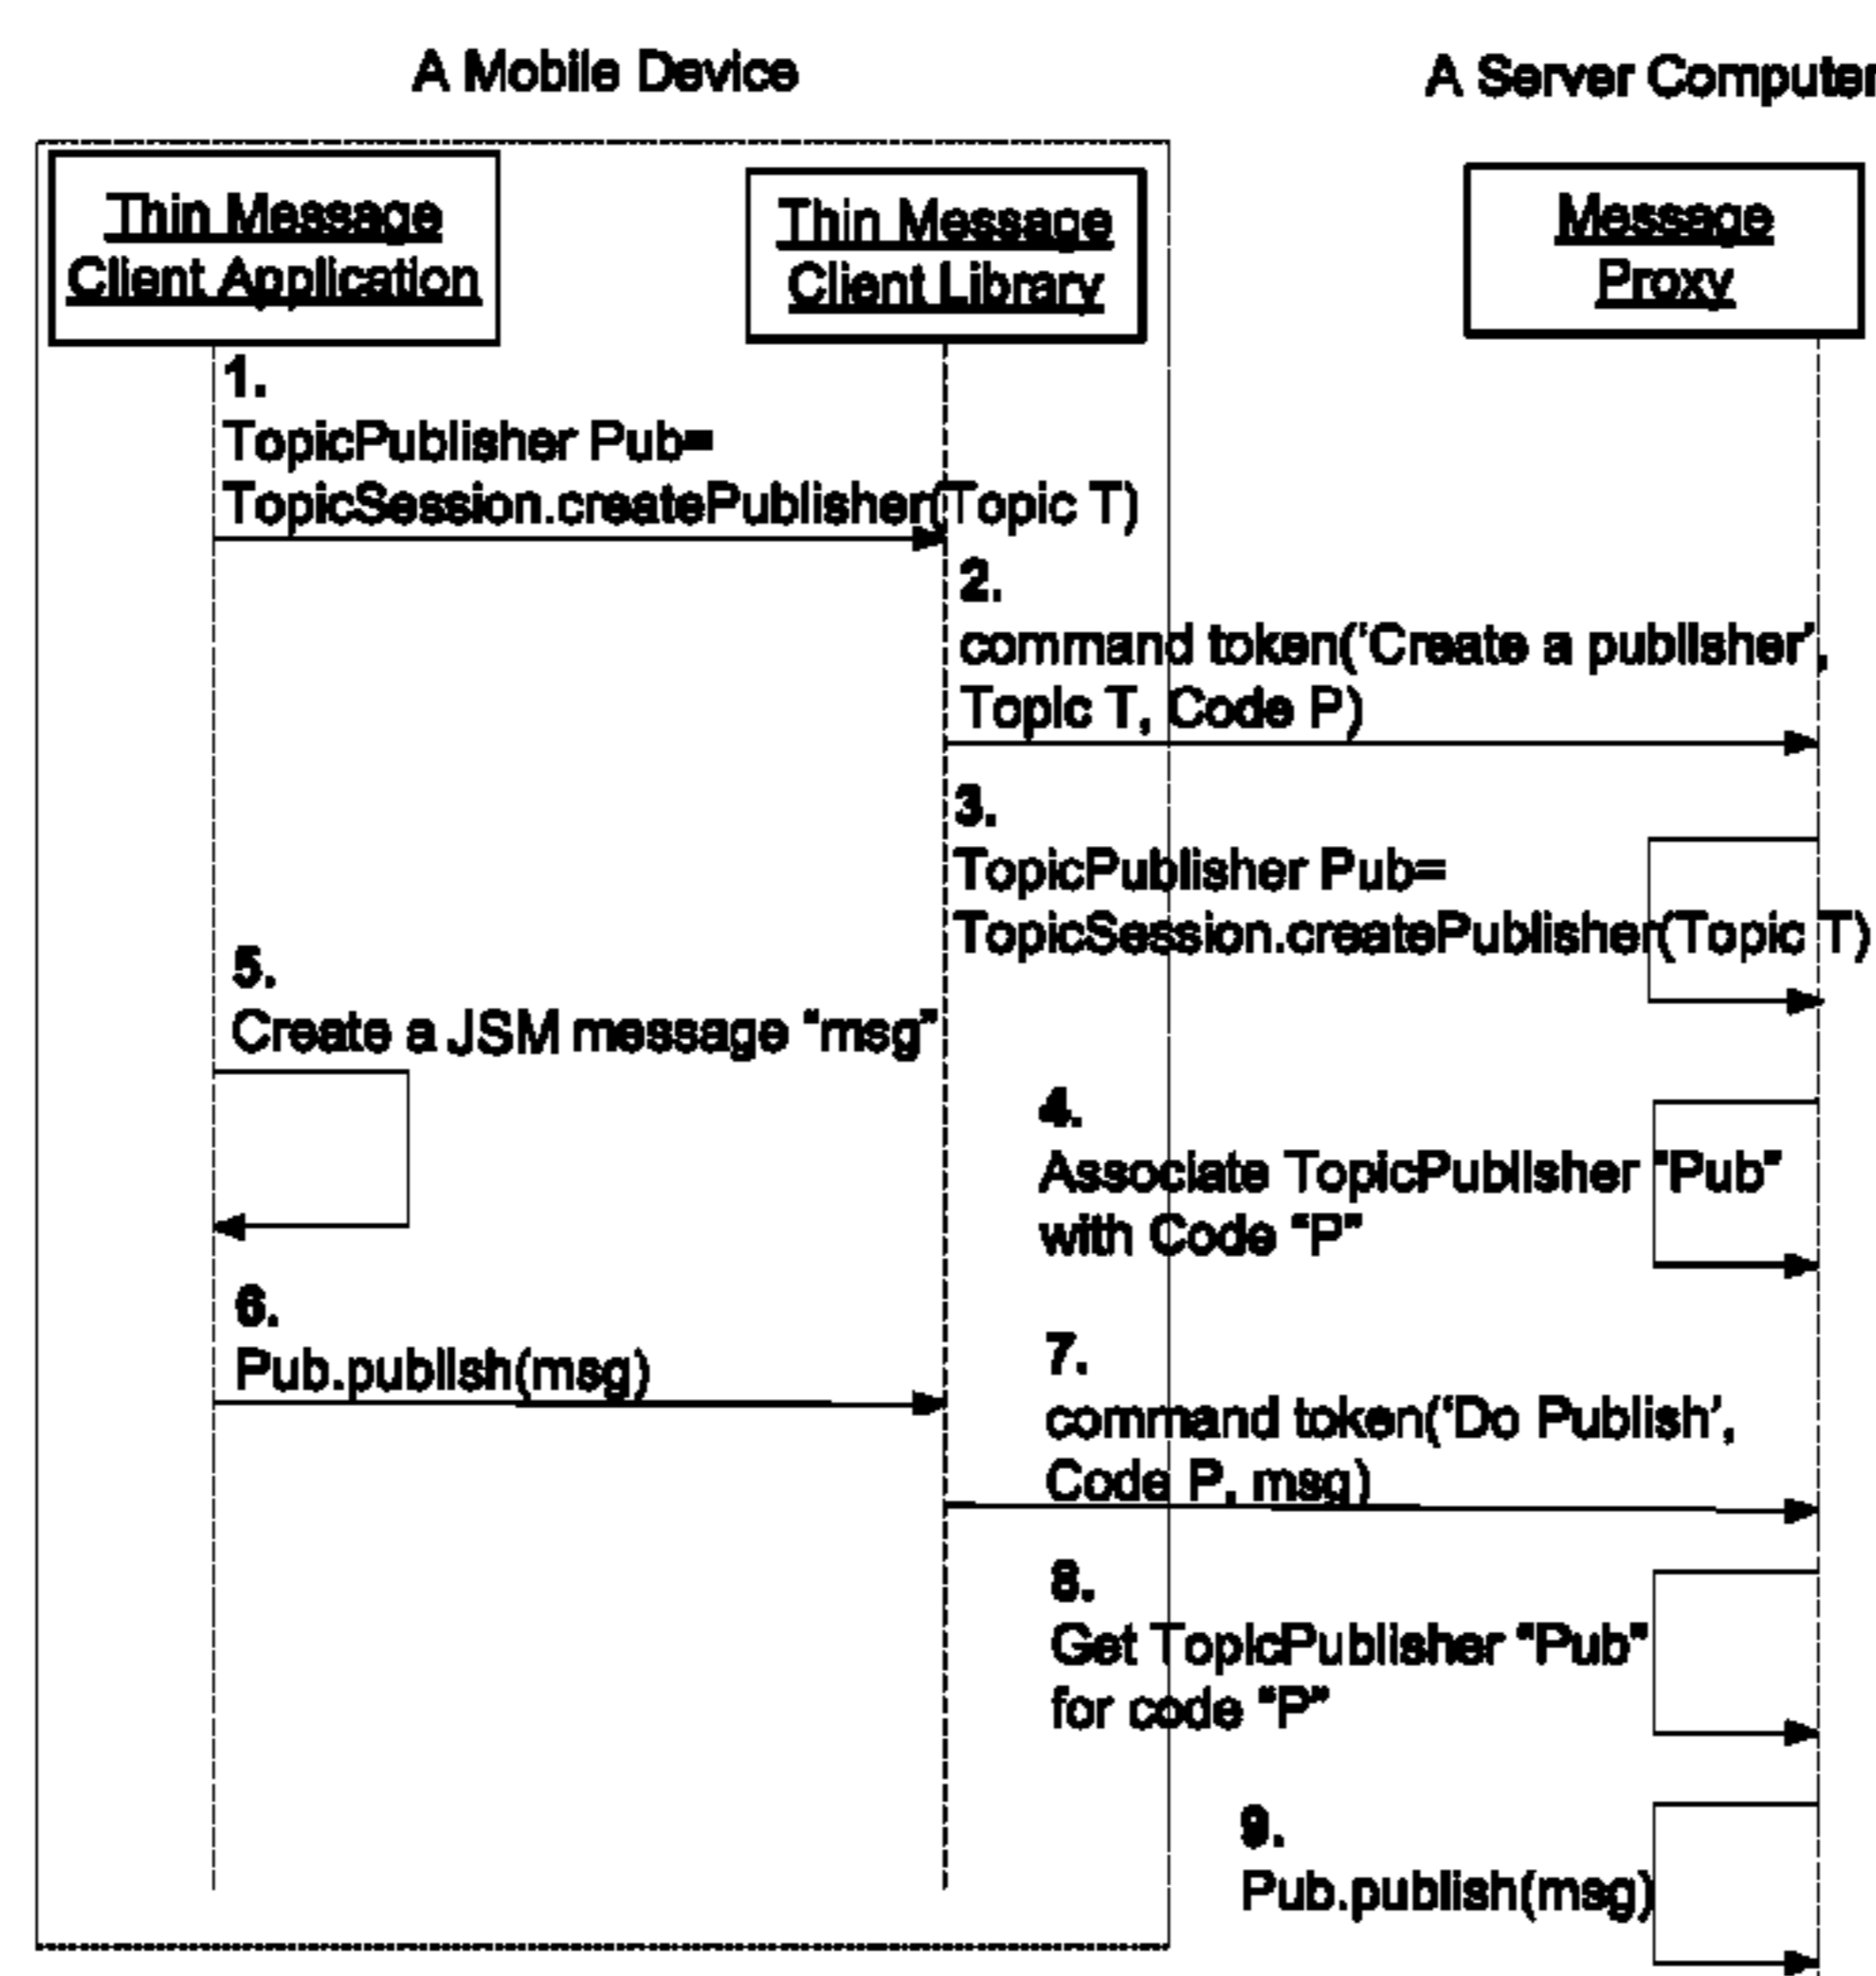 A Mobile Device
A Server Computer
Thin Message
Client Application
Thin Message
Client Library
Message
Proxy
1.
TopicPublisher Pub=
TopicSession.createPublisher(Topic T)
2.
command token('Create a publisher',
Topic T, Code P)
3.
TopicPublisher Pub=
TopicSession.createPublisher(Topic T)
5.
Create a JSM message “msg”
4.
Associate TopicPublisher “Pub”
with Code “P”
6.
Pub.publish(msg)
7.
command token(‘Do Publish’,
Code P, msg)
8.
Get TopicPublisher “Pub”
for code “P”
9.
Pub.publish(msg)